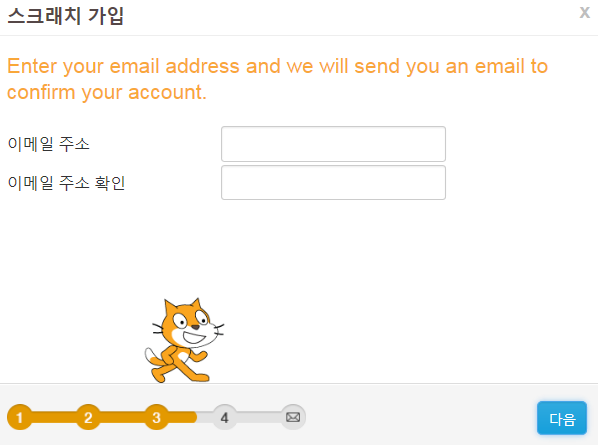 스크래치 가입
x
Enter your email address and we will send you an email to
confirm your account.
이메일 주소
이메일 주소 확인
1 2 3 4
다음